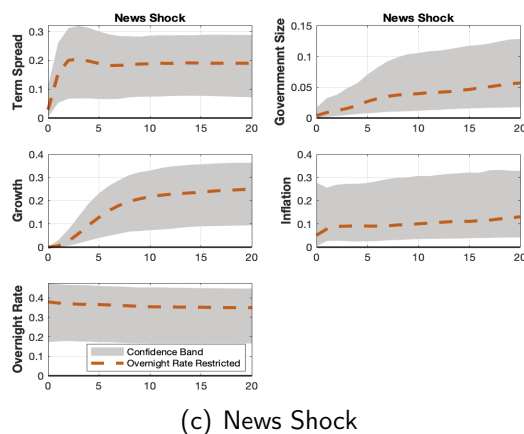 News Shock
Term Spread
0.3
0.2
0.1
0
0 5 10 15 20
News Shock
Governmemnt Size
0.15
0.1
0.05
0
0 5 10 15 20
Growth
0.4
0.3
0.2
0.1
0
0 5 10 15 20
Inflation
0.4
0.3
0.2
0.1
0
0 5 10 15 20
Overnight Rate
0.4
0.3
0.2
0.1
0
0 5 10 15 20
Confidence Band
Overnight Rate Restricted
(c) News Shock